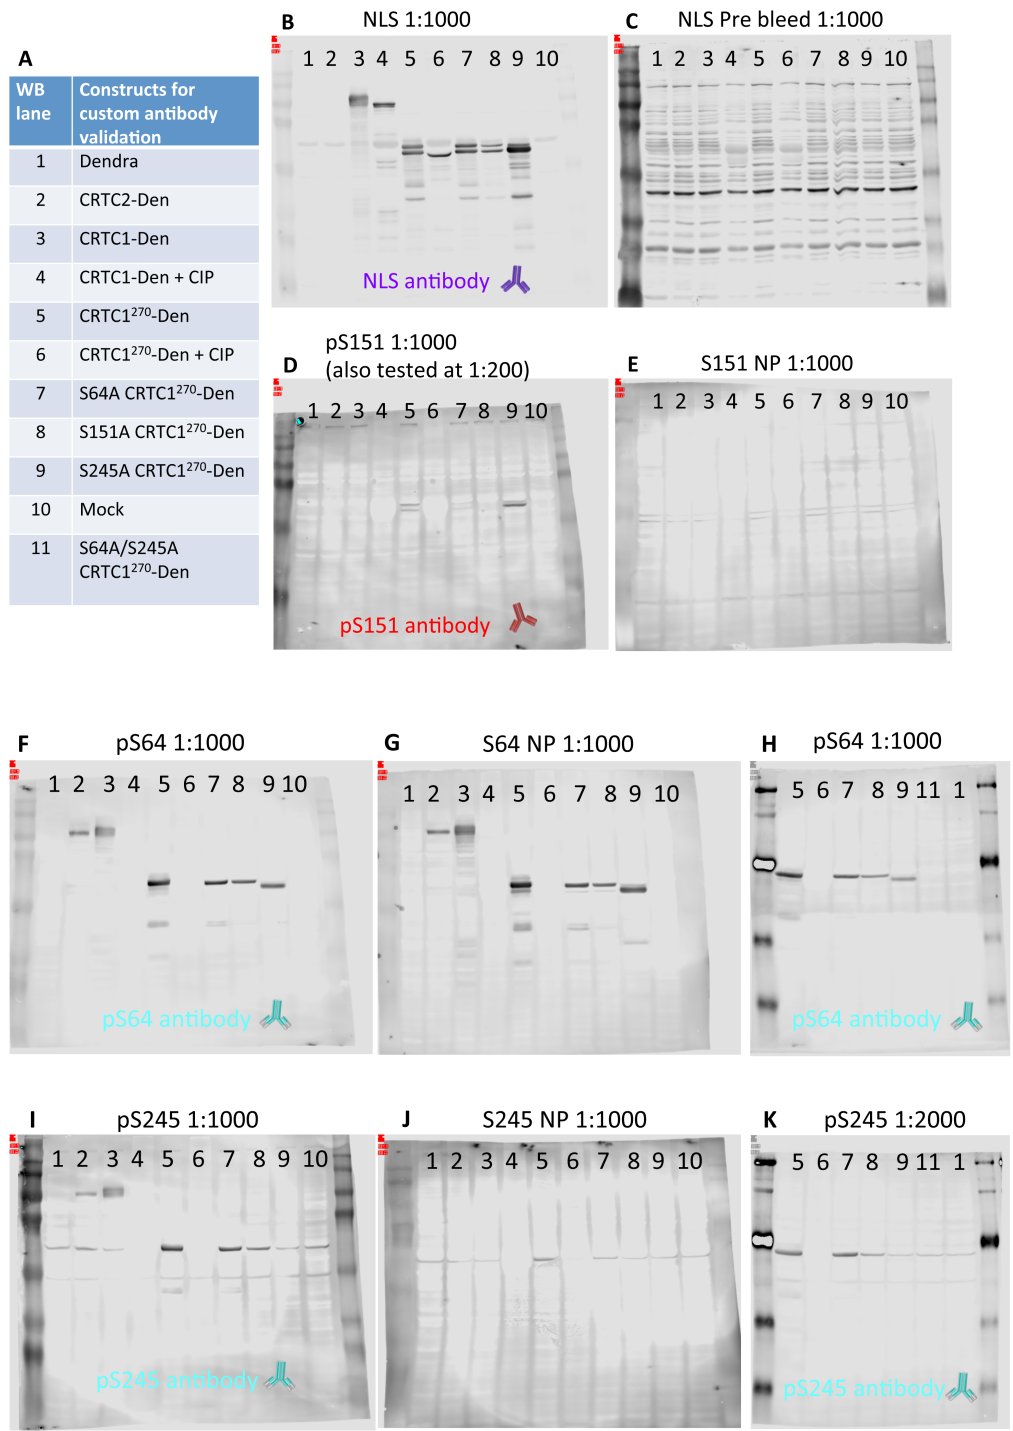 A
WB lane
Constructs for custom antibody validation
1 Dendra
2 CRTC2-Den
3 CRTC1-Den
4 CRTC1-Den + CIP
5 CRTC1²⁷⁰-Den
6 CRTC1²⁷⁰-Den + CIP
7 S64A CRTC1²⁷⁰-Den
8 S151A CRTC1²⁷⁰-Den
9 S245A CRTC1²⁷⁰-Den
10 Mock
11 S64A/S245A
CRTC1²⁷⁰-Den
B NLS 1:1000
1 2 3 4 5 6 7 8 9 10
NLS antibody
C NLS Pre bleed 1:1000
1 2 3 4 5 6 7 8 9 10
D pS151 1:1000
(also tested at 1:200)
1 2 3 4 5 6 7 8 9 10
pS151 antibody
E S151 NP 1:1000
1 2 3 4 5 6 7 8 9 10
F pS64 1:1000
1 2 3 4 5 6 7 8 9 10
pS64 antibody
G S64 NP 1:1000
1 2 3 4 5 6 7 8 9 10
H pS64 1:1000
5 6 7 8 9 11 1
pS64 antibody
I pS245 1:1000
1 2 3 4 5 6 7 8 9 10
pS245 antibody
J S245 NP 1:1000
1 2 3 4 5 6 7 8 9 10
K pS245 1:2000
5 6 7 8 9 11 1
pS245 antibody